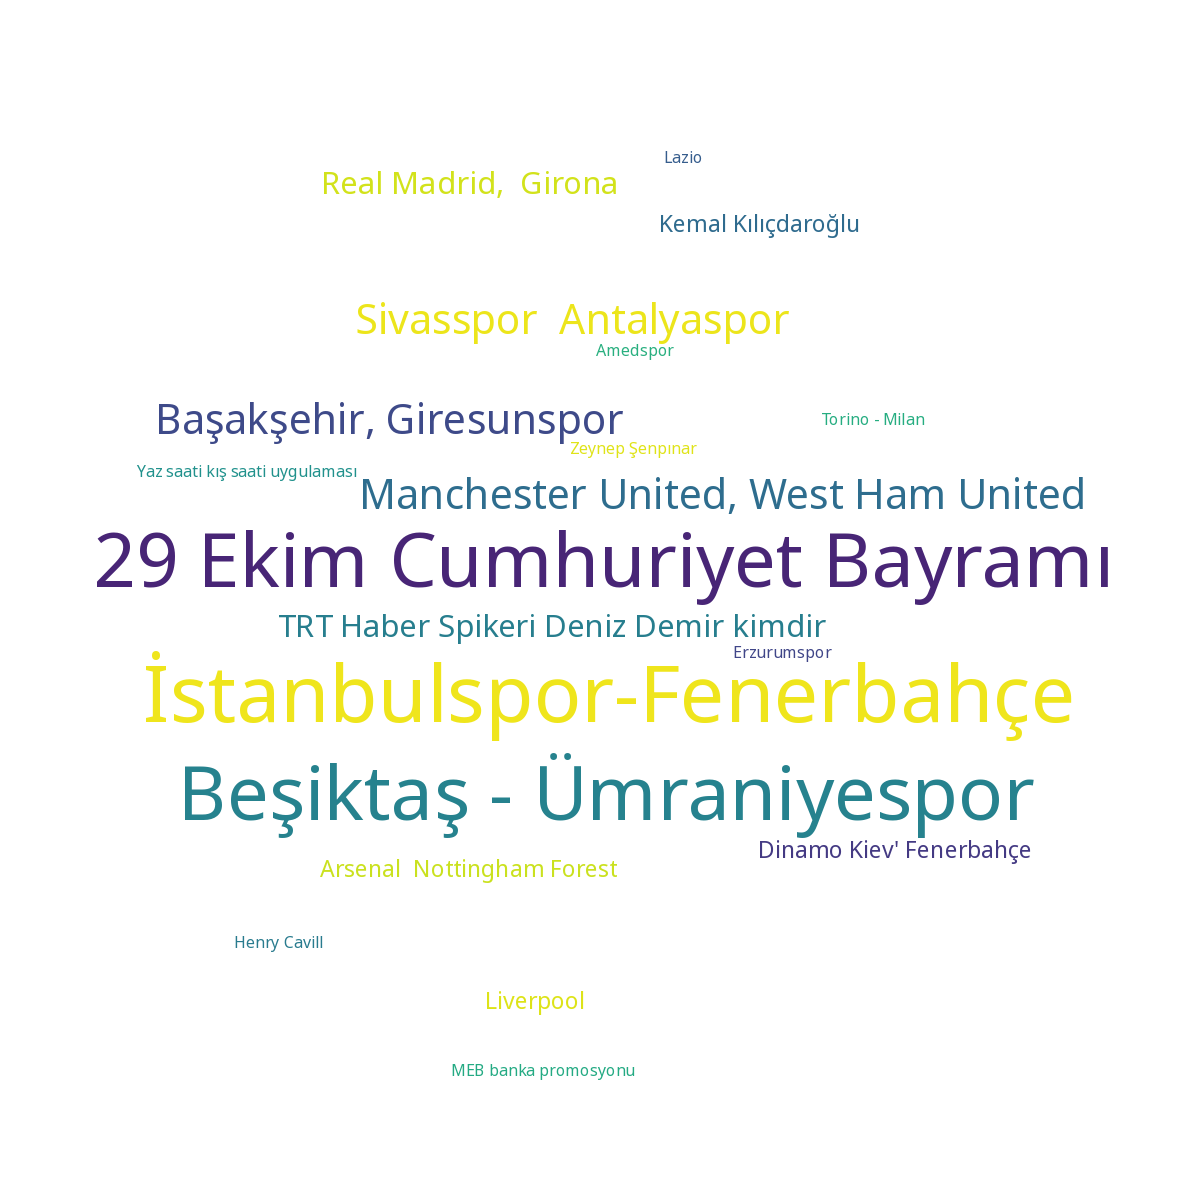 Lazio
Real Madrid,  Girona
Kemal Kılıçdaroğlu
Sivasspor  Antalyaspor
Amedspor
Başakşehir, Giresunspor
Torino - Milan
Zeynep Şenpınar
Yaz saati kış saati uygulaması
Manchester United, West Ham United
29 Ekim Cumhuriyet Bayramı
TRT Haber Spikeri Deniz Demir kimdir
Erzurumspor
İstanbulspor-Fenerbahçe
Beşiktaş - Ümraniyespor
Dinamo Kiev' Fenerbahçe
Arsenal  Nottingham Forest
Henry Cavill
Liverpool
MEB banka promosyonu